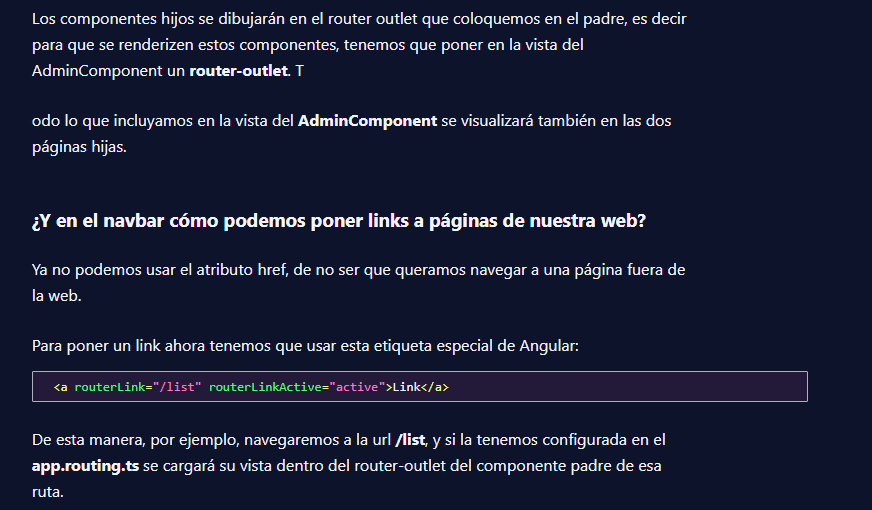 Los componentes hijos se dibujarán en el router outlet que coloquemos en el padre, es decir
para que se renderizen estos componentes, tenemos que poner en la vista del
AdminComponent un router-outlet. T
odo lo que incluyamos en la vista del AdminComponent se visualizará también en las dos
páginas hijas.
¿Y en el navbar cómo podemos poner links a páginas de nuestra web?
Ya no podemos usar el atributo href, de no ser que queramos navegar a una página fuera de
la web.
Para poner un link ahora tenemos que usar esta etiqueta especial de Angular:
<a routerLink="/list" routerLinkActive="active">Link</a>
De esta manera, por ejemplo, navegaremos a la url /list, y si la tenemos configurada en el
app.routing.ts se cargará su vista dentro del router-outlet del componente padre de esa
ruta.